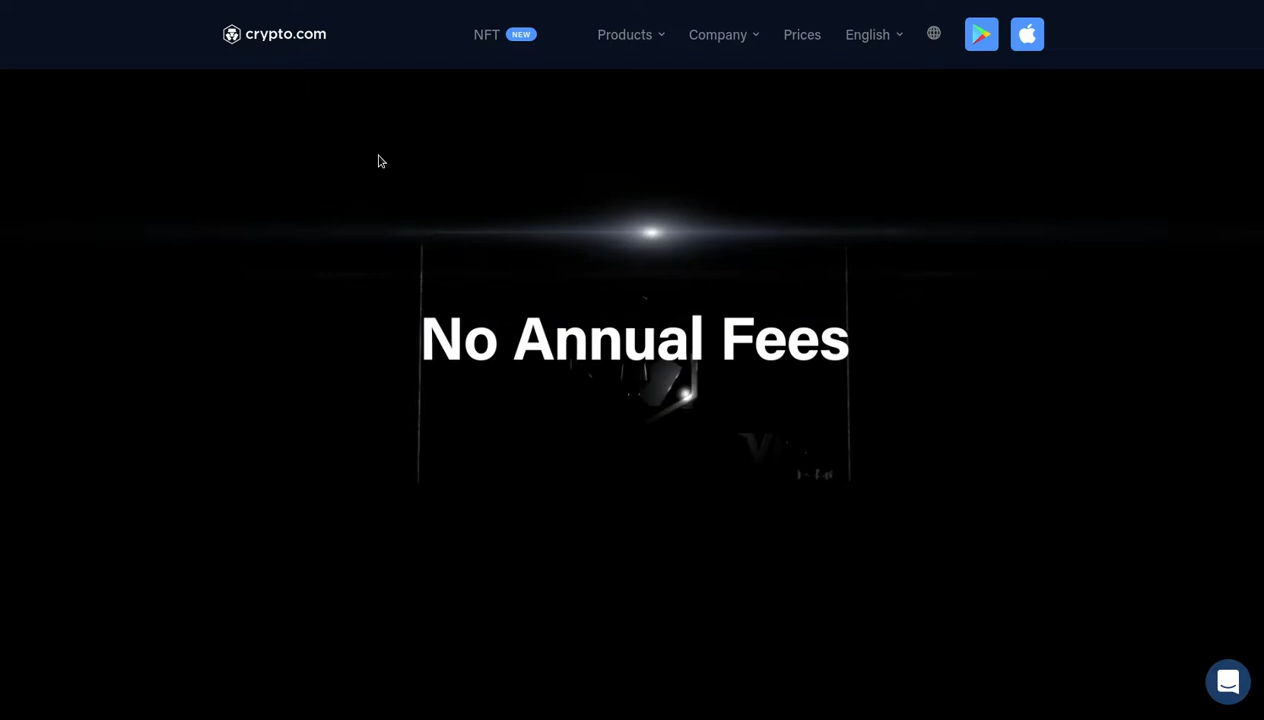 crypto.com
NFT NEW
Products
Company
Prices
English
No Annual Fees